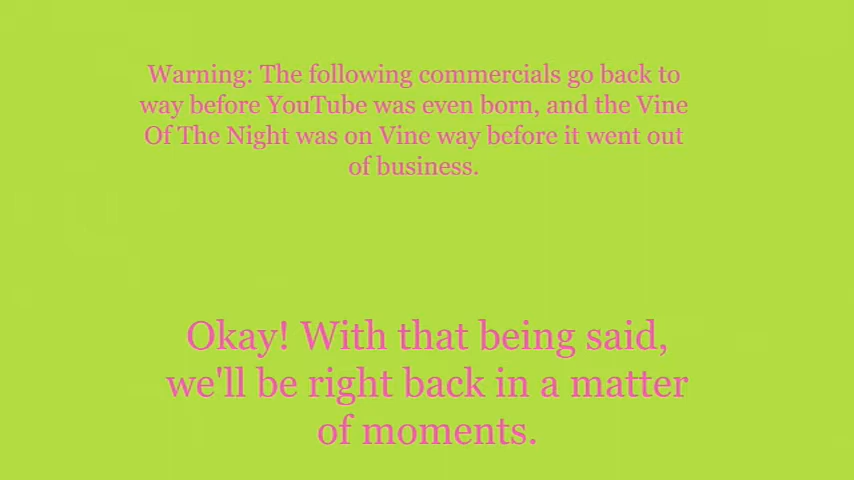 Warning: The following commercials go back to
way before YouTube was even born, and the Vine
Of The Night was on Vine way before it went out
of business.
Okay! With that being said,
we'll be right back in a matter
of moments.